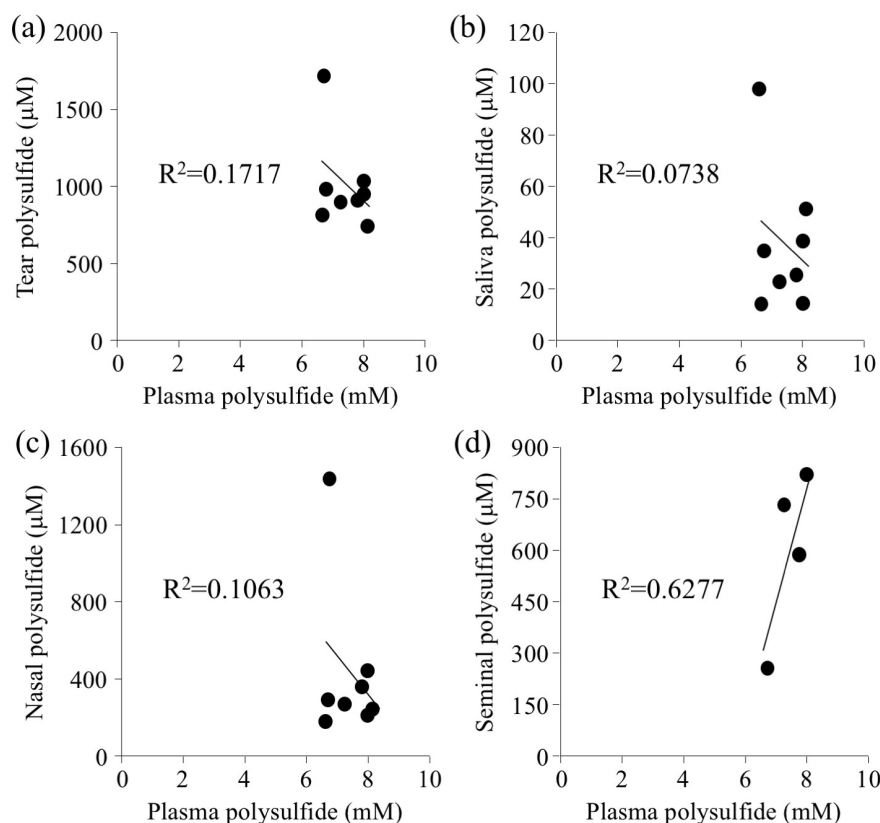 (a)
2000
1500
1000
500
0
Tear polysulfide (μM)
R²=0.1717
0 2 4 6 8 10
Plasma polysulfide (mM)
(b)
120
100
80
60
40
20
0
Saliva polysulfide (μM)
R²=0.0738
0 2 4 6 8 10
Plasma polysulfide (mM)
(c)
1600
1200
800
400
0
Nasal polysulfide (μM)
R²=0.1063
0 2 4 6 8 10
Plasma polysulfide (mM)
(d)
900
750
600
450
300
150
0
Seminal polysulfide (μM)
R²=0.6277
0 2 4 6 8 10
Plasma polysulfide (mM)